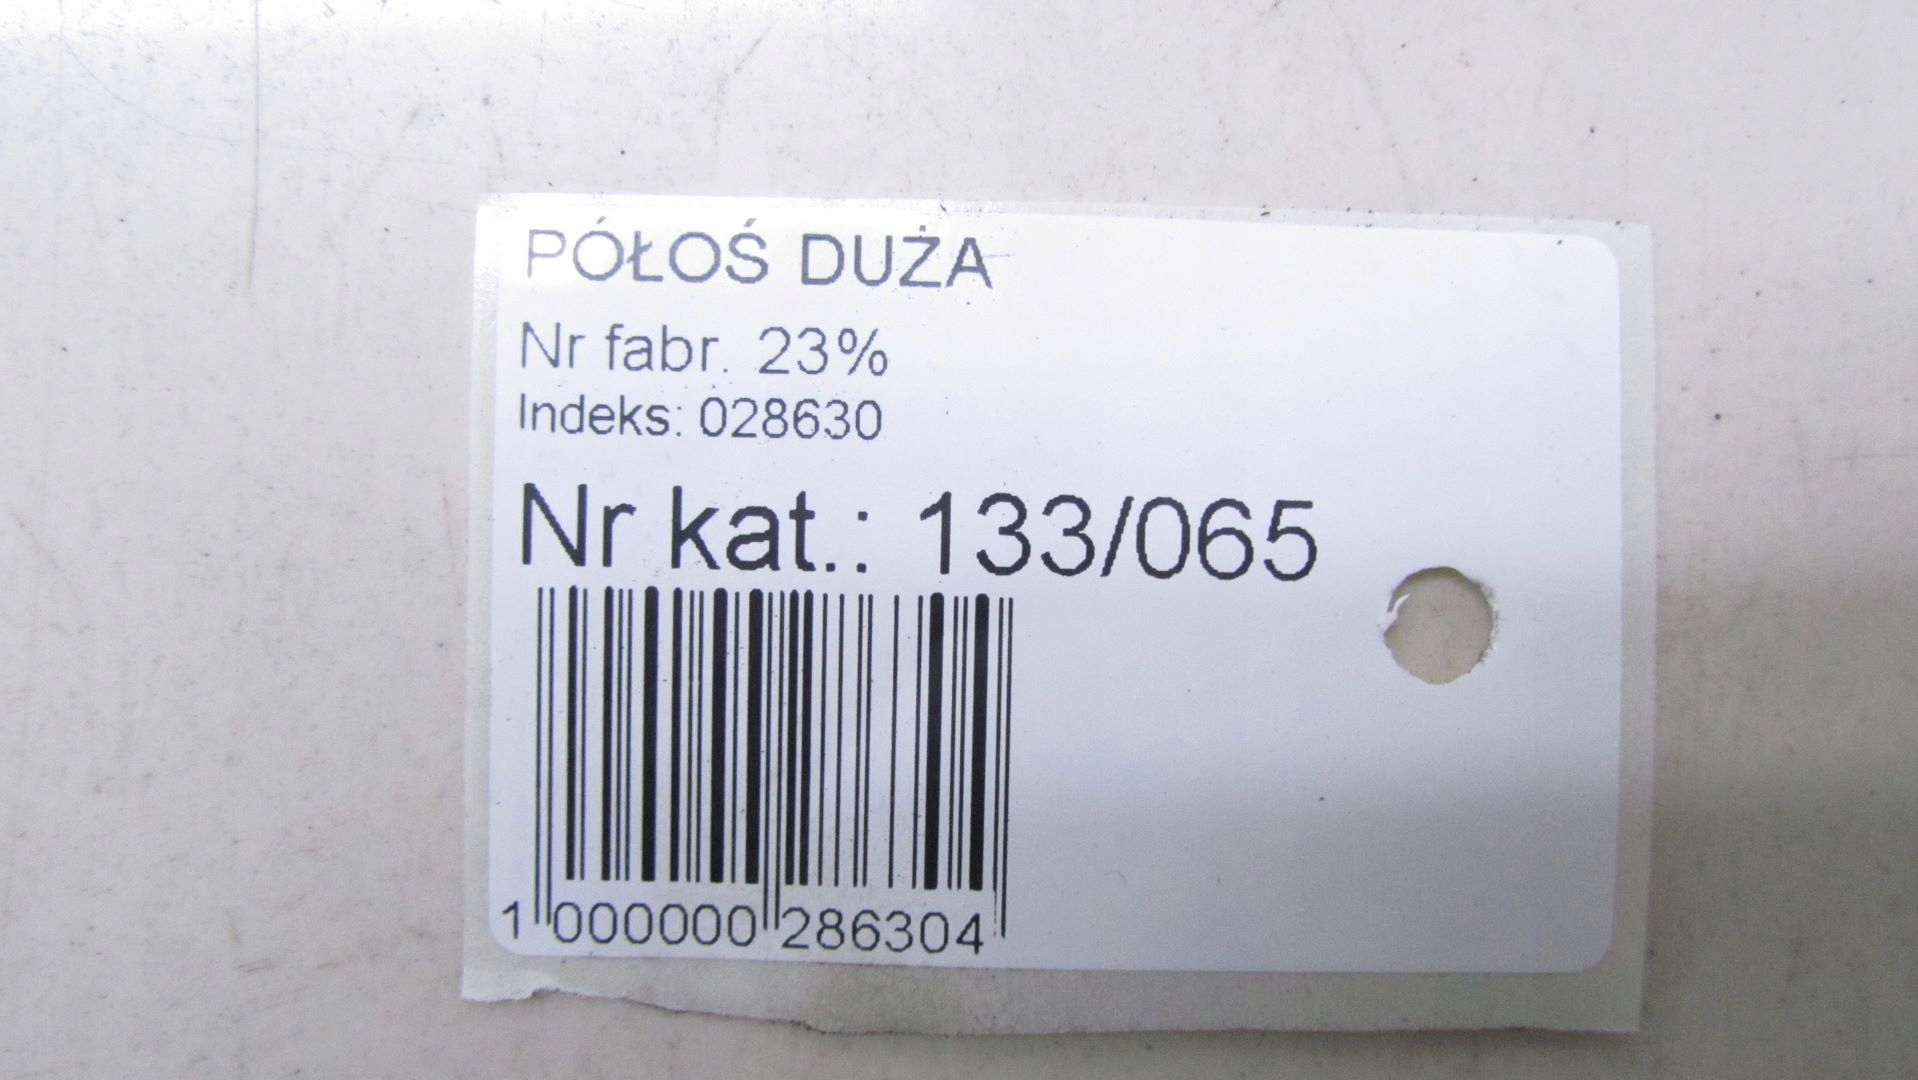 PÓŁOŚ DUŻA
Nr fabr. 23%
Indeks: 028630
Nr kat.: 133/065
1 000000 286304